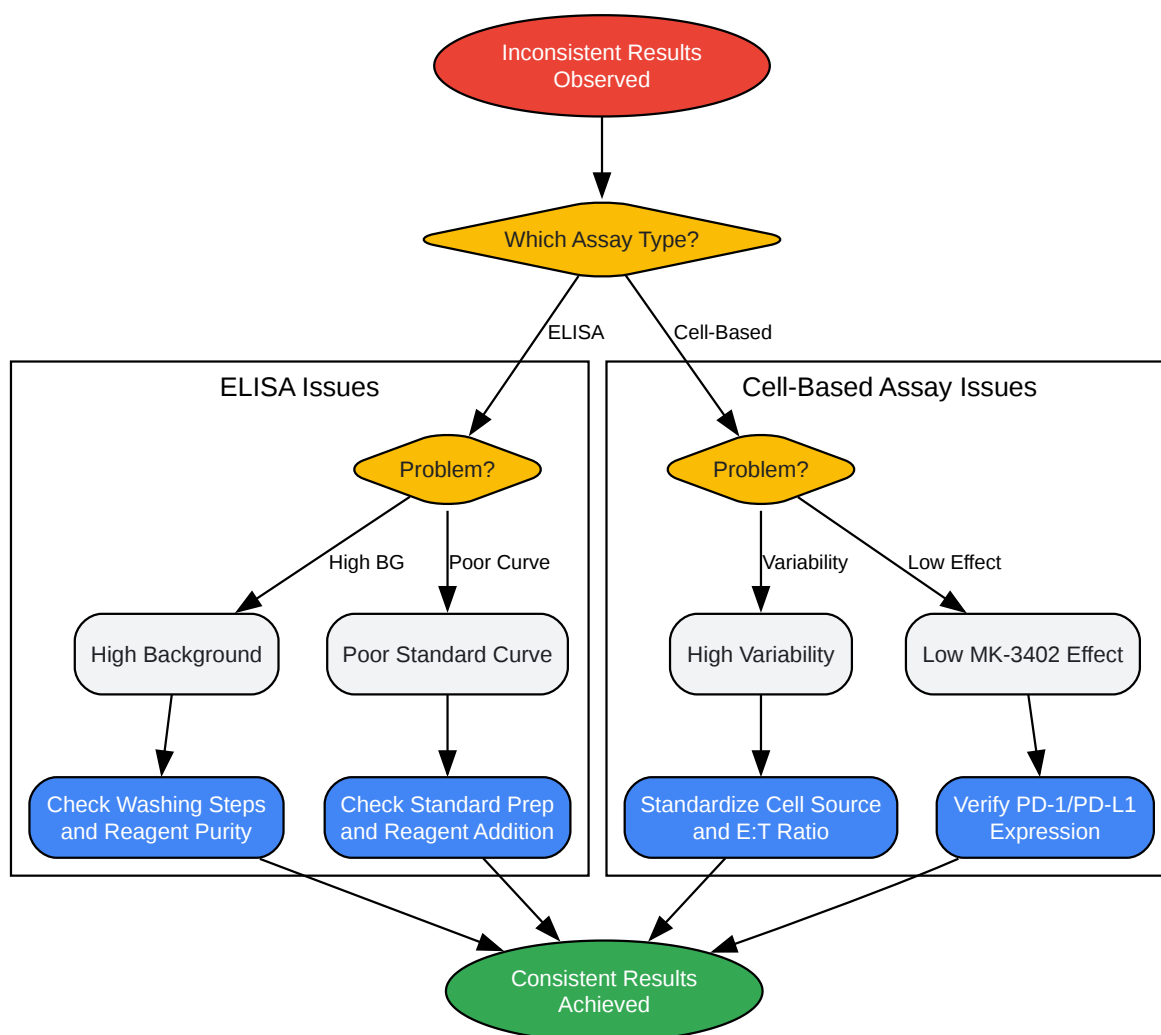 Inconsistent Results
Observed
Which Assay Type?
ELISA
Cell-Based
ELISA Issues
Cell-Based Assay Issues
Problem?
Problem?
High BG
Poor Curve
Variability
Low Effect
High Background
Poor Standard Curve
High Variability
Low MK-3402 Effect
Check Washing Steps
and Reagent Purity
Check Standard Prep
and Reagent Addition
Standardize Cell Source
and E:T Ratio
Verify PD-1/PD-L1
Expression
Consistent Results
Achieved